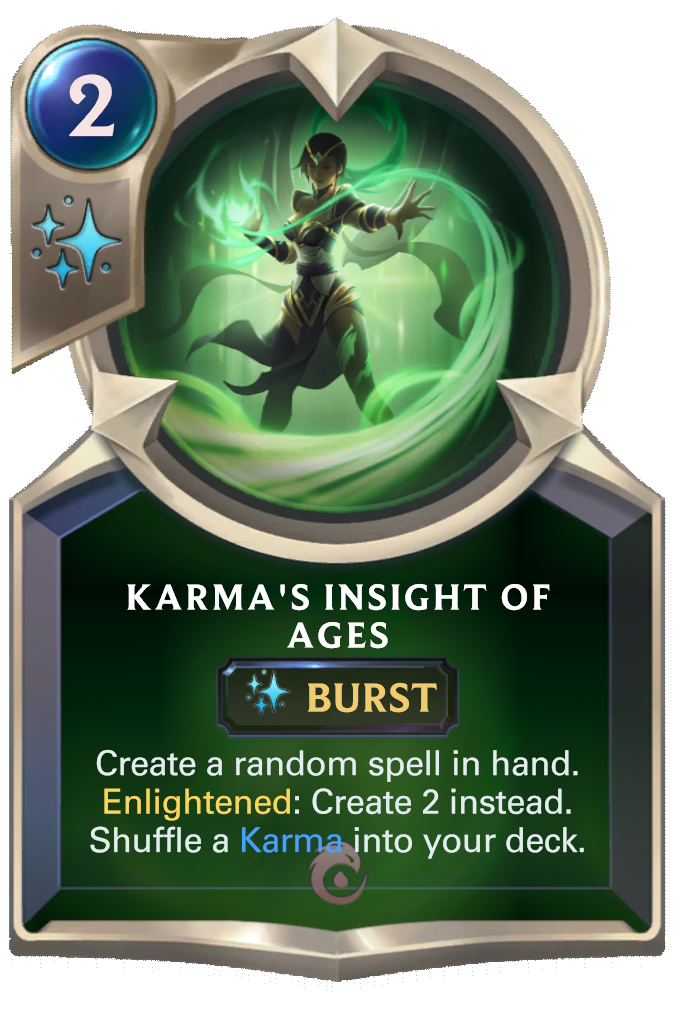 2
KARMA'S INSIGHT OF
AGES
BURST
Create a random spell in hand.
Enlightened: Create 2 instead.
Shuffle a Karma into your deck.